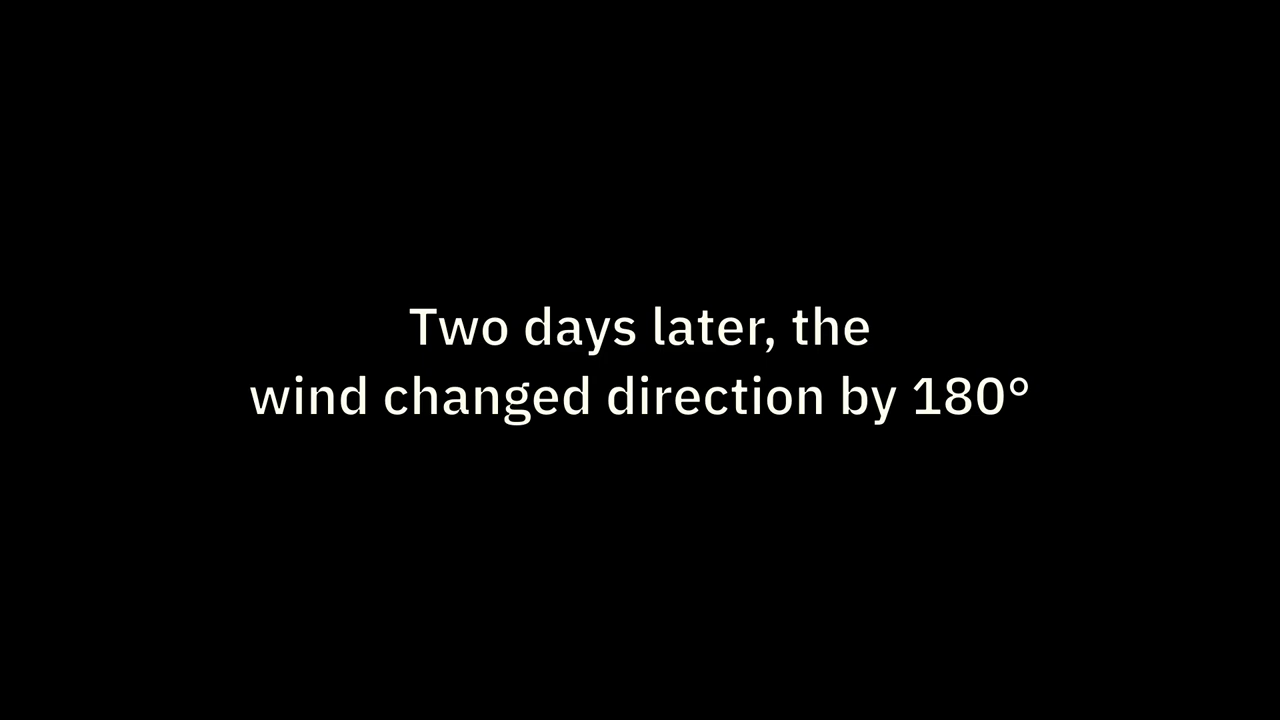 Two days later, the
wind changed direction by 180°